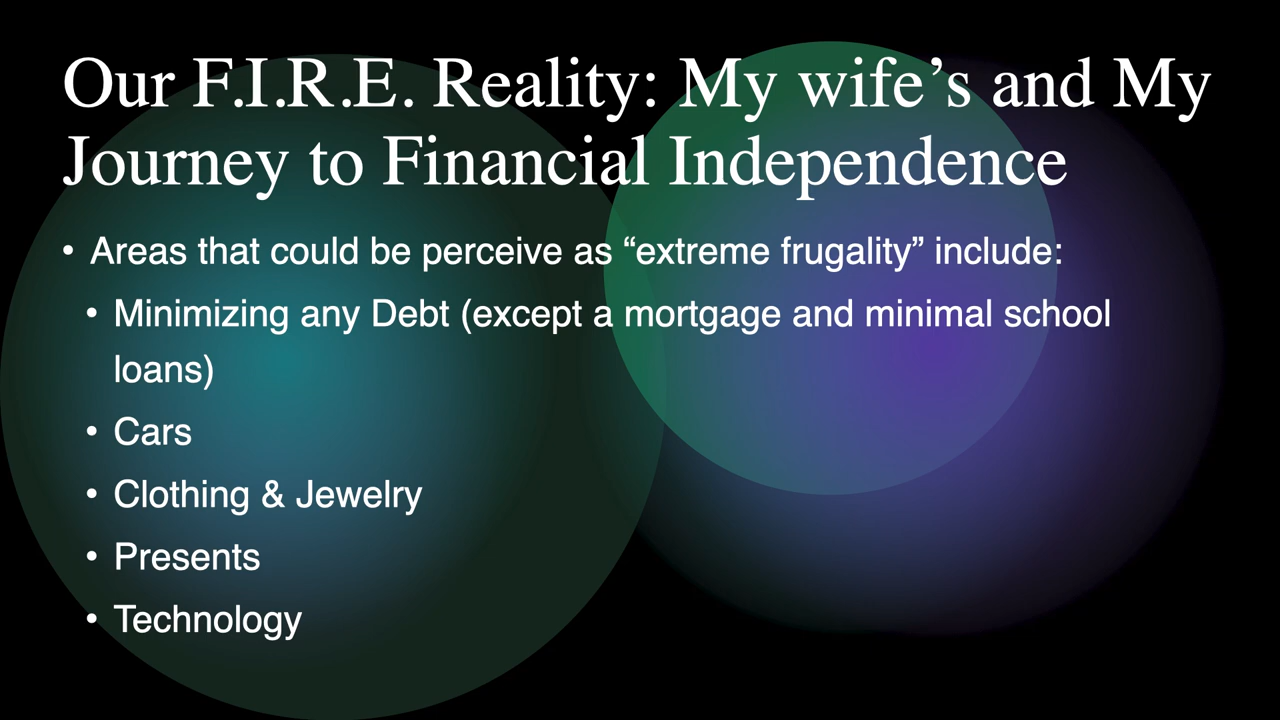 Our F.I.R.E. Reality: My wife’s and My
Journey to Financial Independence
• Areas that could be perceive as “extreme frugality” include:
• Minimizing any Debt (except a mortgage and minimal school
loans)
• Cars
• Clothing & Jewelry
• Presents
• Technology